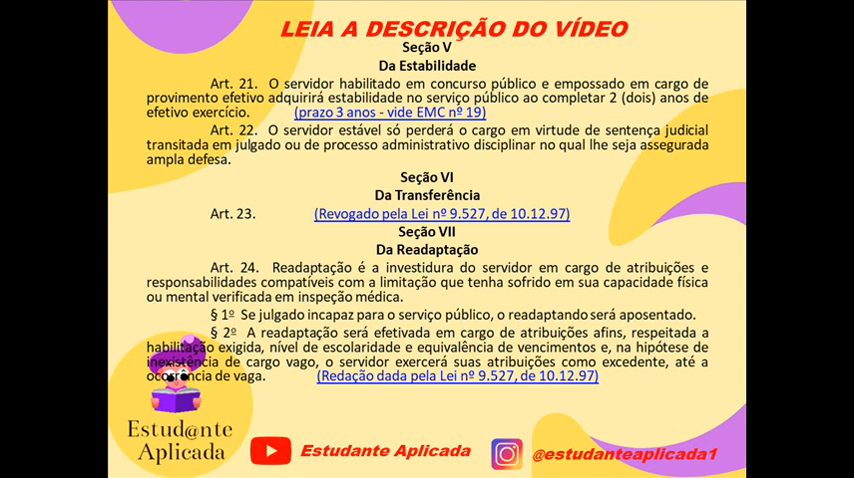 LEIA A DESCRIÇÃO DO VÍDEO
Seção V
Da Estabilidade
Art. 21. O servidor habilitado em concurso público e empossado em cargo de
provimento efetivo adquirirá estabilidade no serviço público ao completar 2 (dois) anos de
efetivo exercício. (prazo 3 anos - vide EMC nº 19)
Art. 22. O servidor estável só perderá o cargo em virtude de sentença judicial
transitada em julgado ou de processo administrativo disciplinar no qual lhe seja assegurada
ampla defesa.
Seção VI
Da Transferência
Art. 23. (Revogado pela Lei nº 9.527, de 10.12.97)
Seção VII
Da Readaptação
Art. 24. Readaptação é a investidura do servidor em cargo de atribuições e
responsabilidades compatíveis com a limitação que tenha sofrido em sua capacidade física
ou mental verificada em inspeção médica.
§ 1º Se julgado incapaz para o serviço público, o readaptando será aposentado.
§ 2º A readaptação será efetivada em cargo de atribuições afins, respeitada a
habilitação exigida, nível de escolaridade e equivalência de vencimentos e, na hipótese de
inexistência de cargo vago, o servidor exercerá suas atribuições como excedente, até a
ocorrência de vaga. (Redação dada pela Lei nº 9.527, de 10.12.97)
Estud@nte
Aplicada
Estudante Aplicada
@estudanteaplicada1